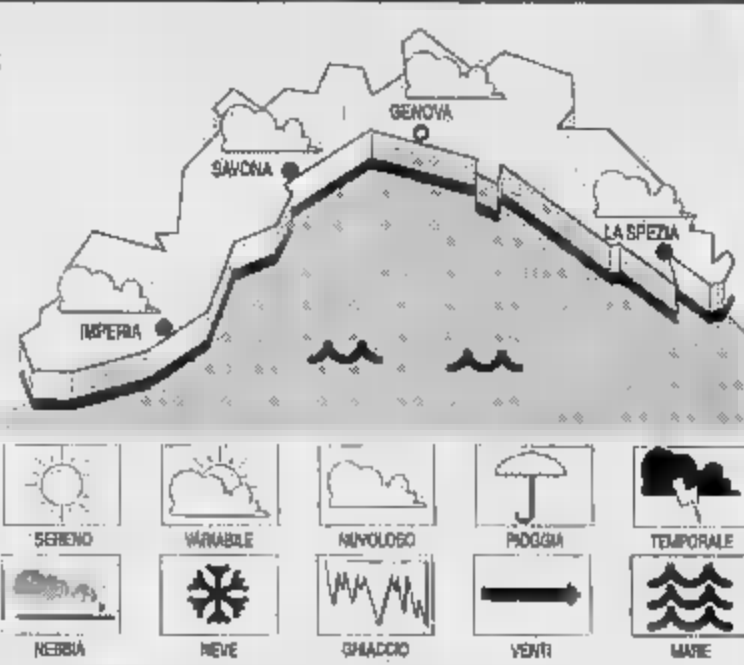 GENOVA
SAVONA
LA SPEZIA
IMPERIA
SERENO VARIABILE NUVOLOSO PIOGGIA TEMPORALE
NEBBIA NEVE GHIACCIO VENTI MARE